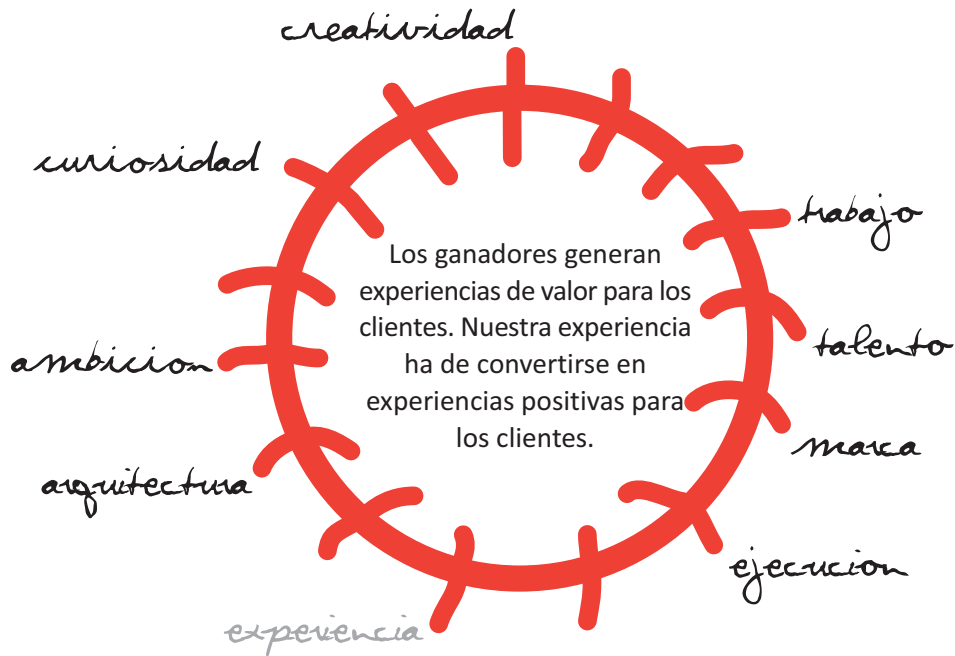 creatividad
curiosidad
trabajo
Los ganadores generan
experiencias de valor para los
clientes. Nuestra experiencia
ha de convertirse en
experiencias positivas para
los clientes.
talento
ambicion
marca
arquitectura
ejecucion
experiencia